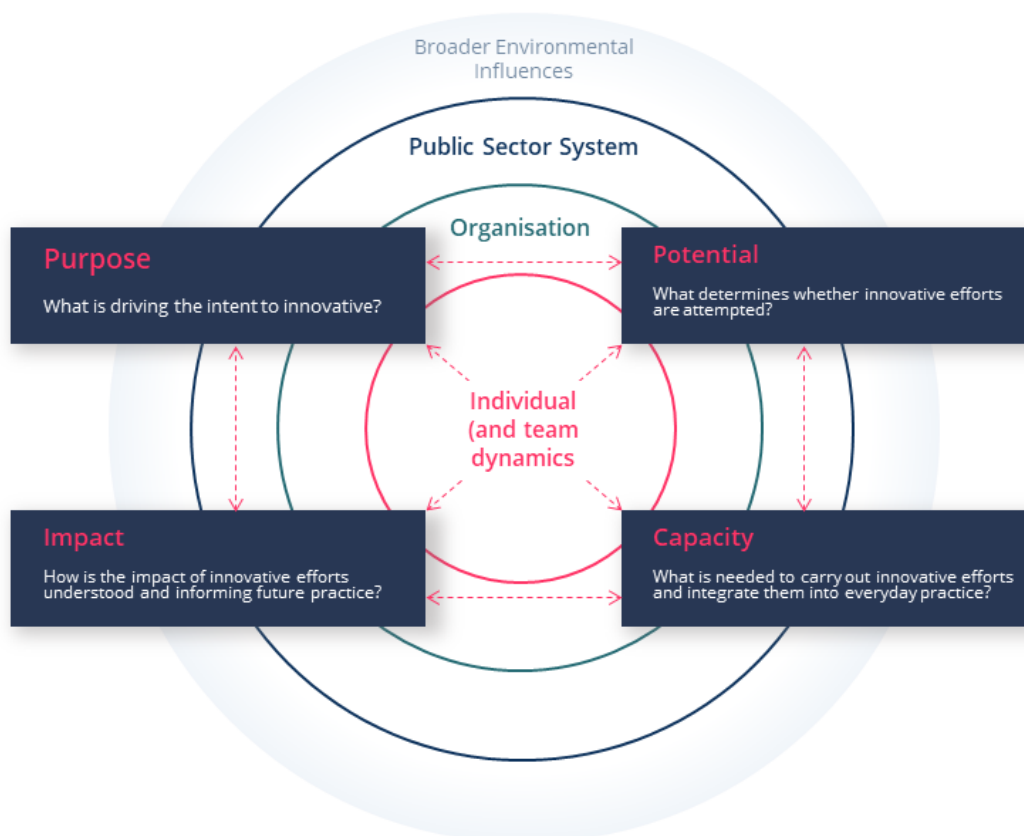 Broader Environmental
Influences
Public Sector System
Organisation
Purpose
What is driving the intent to innovative?
Potential
What determines whether innovative efforts
are attempted?
Individual
(and team
dynamics
Impact
How is the impact of innovative efforts
understood and informing future practice?
Capacity
What is needed to carry out innovative efforts
and integrate them into everyday practice?